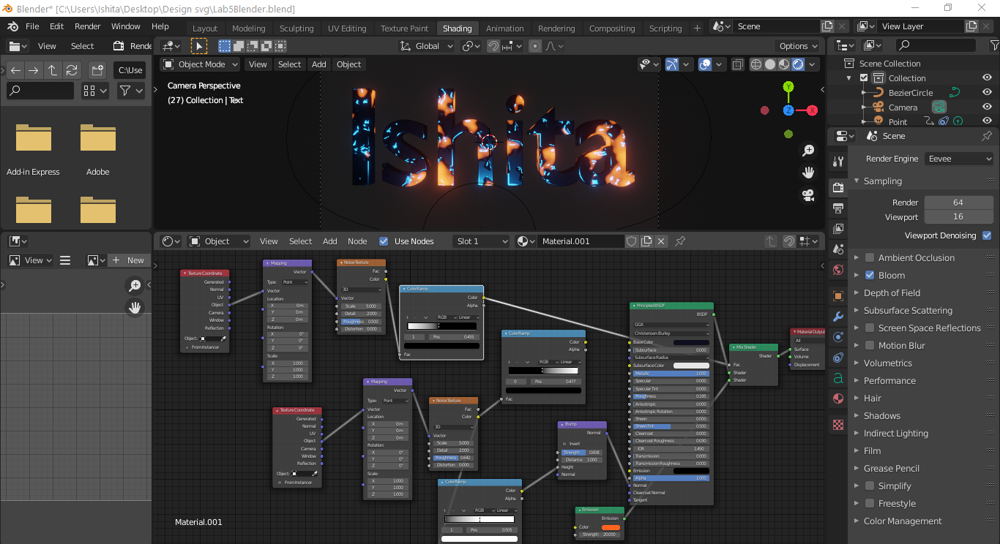 Blender* [C:\Users\Ishita\Desktop\Design svg\Lab5Blender.blend]
File Edit Render Window Help Layout Modeling Sculpting UV Editing Texture Paint Shading Animation Rendering Compositing Scripting + Scene View Layer
View Select Rende Global Options
C:\Use Object Mode View Select Add Object
Camera Perspective
(27) Collection | Text
Ishita
Y
Z X
Add-in Express Adobe
Scene Collection
Collection
BezierCircle
Camera
Point
Scene
Render Engine Eevee
Sampling
Render 64
Viewport 16
Viewport Denoising
Ambient Occlusion
Bloom
Depth of Field
Subsurface Scattering
Screen Space Reflections
Motion Blur
Volumetrics
Performance
Hair
Shadows
Indirect Lighting
Film
Grease Pencil
Simplify
Freestyle
Color Management
View + New
Object View Select Add Node Use Nodes Slot 1 Material.001
Texture Coordinate
Generated
Normal
UV
Object
Camera
Window
Reflection
Object:
From Instancer
Mapping
Vector
Type: Point
Vector
Location:
X 0m
Y 0m
Z 0m
Rotation:
X 0°
Y 0°
Z 0°
Scale:
X 1.000
Y 1.000
Z 1.000
Noise Texture
Fac
Color
3D
Vector
Scale 5.000
Detail 2.000
Roughness 0.500
Distortion 0.000
ColorRamp
Color
Alpha
+ RGB Linear
1 Pos 0.455
Fac
ColorRamp
Color
Alpha
+ RGB Linear
0 Pos 0.477
Fac
Texture Coordinate
Generated
Normal
UV
Object
Camera
Window
Reflection
Object:
From Instancer
Mapping
Vector
Type: Point
Vector
Location:
X 0m
Y 0m
Z 0m
Rotation:
X 0°
Y 0°
Z 0°
Scale:
X 1.000
Y 1.000
Z 1.000
Noise Texture
Fac
Color
3D
Vector
Scale 5.000
Detail 2.000
Roughness 0.642
Distortion 0.000
ColorRamp
Color
Alpha
RGB Linear
1 Pos 0.505
Bump
Normal
Invert
Strength 0.608
Distance 1.000
Height
Normal
Emission
Emission
Color
Strength 20.000
Principled BSDF
BSDF
GGX
Christensen-Burley
Base Color
Subsurface 0.000
Subsurface Radius
Subsurface Color
Metallic 1.000
Specular 0.000
Specular Tint 0.000
Roughness 0.195
Anisotropic 0.000
Anisotropic Rotation 0.000
Sheen 0.000
Sheen Tint 0.500
Clearcoat 0.000
Clearcoat Roughness 0.030
IOR 1.450
Transmission 0.000
Transmission Roughness 0.000
Emission
Alpha 1.000
Normal
Clearcoat Normal
Tangent
Mix Shader
Shader
Fac
Shader
Shader
Material Output
All
Surface
Volume
Displacement
Material.001